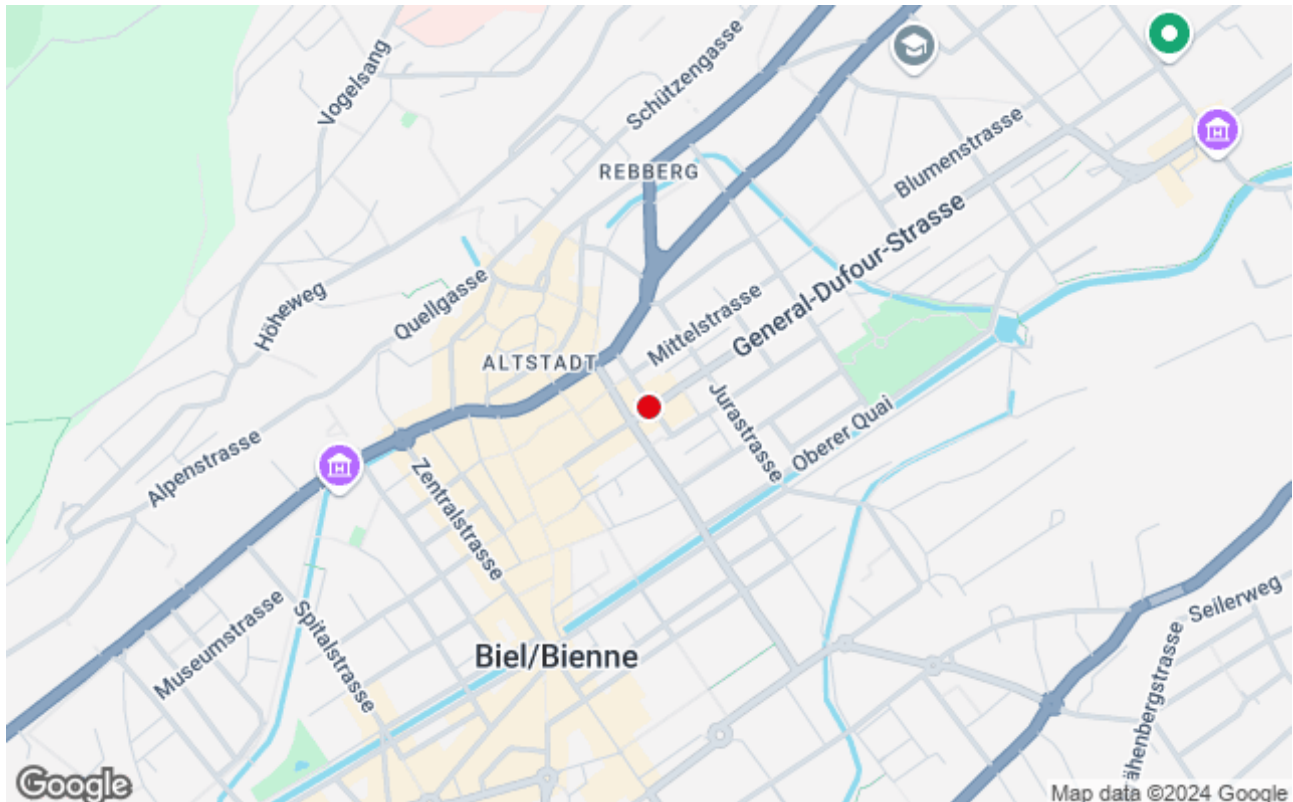 Vogelsang
Schützengasse
REBBERG
Blumenstrasse
General-Dufour-Strasse
Mittelstrasse
Höheweg
Quellgasse
ALTSTADT
Jurastrasse
Oberer Quai
Alpenstrasse
Zentralstrasse
Museumstrasse
Spitalstrasse
Biel/Bienne
Seilerweg
ähenbergstrasse
Google
Map data ©2024 Google